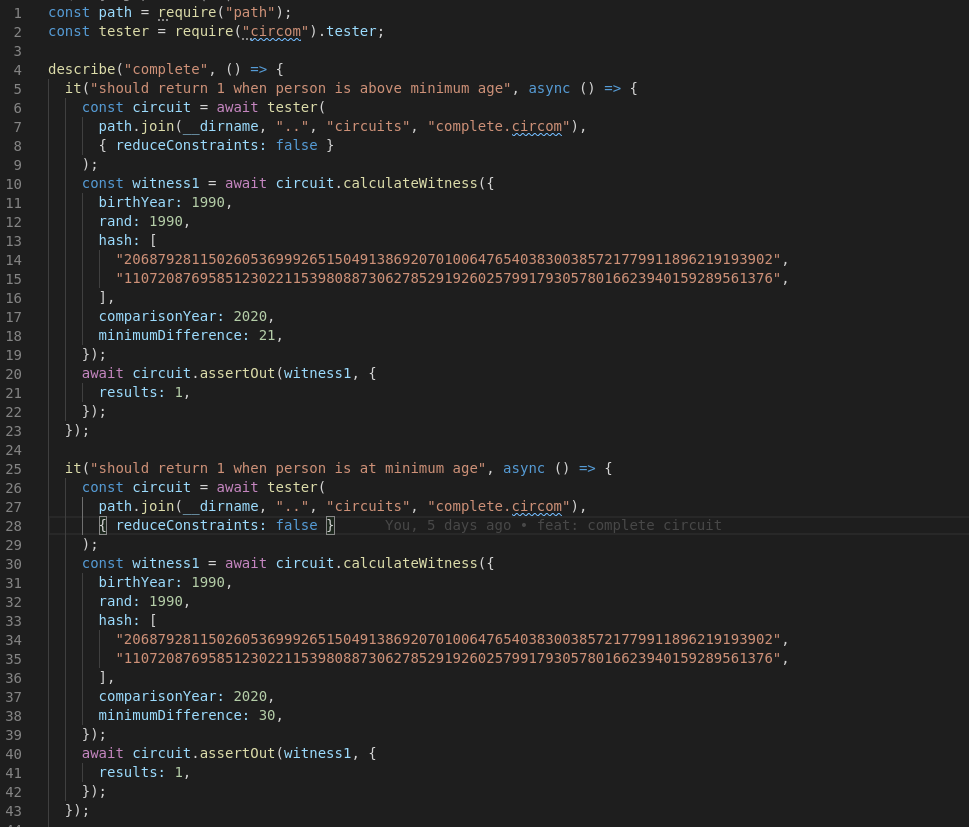 1 const path = require("path");
2 const tester = require("circom").tester;
3
4 describe("complete", () => {
5 it("should return 1 when person is above minimum age", async () => {
6 const circuit = await tester(
7 path.join(__dirname, "..", "circuits", "complete.circom"),
8 { reduceConstraints: false }
9 );
10 const witness1 = await circuit.calculateWitness({
11 birthYear: 1990,
12 rand: 1990,
13 hash: [
14 "20687928115026053699926515049138692070100647654038300385721779911896219193902",
15 "11072087695851230221153980887306278529192602579917930578016623940159289561376",
16 ],
17 comparisonYear: 2020,
18 minimumDifference: 21,
19 });
20 await circuit.assertOut(witness1, {
21 results: 1,
22 });
23 });
24
25 it("should return 1 when person is at minimum age", async () => {
26 const circuit = await tester(
27 path.join(__dirname, "..", "circuits", "complete.circom"),
28 { reduceConstraints: false } You, 5 days ago • feat: complete circuit
29 );
30 const witness1 = await circuit.calculateWitness({
31 birthYear: 1990,
32 rand: 1990,
33 hash: [
34 "20687928115026053699926515049138692070100647654038300385721779911896219193902",
35 "11072087695851230221153980887306278529192602579917930578016623940159289561376",
36 ],
37 comparisonYear: 2020,
38 minimumDifference: 30,
39 });
40 await circuit.assertOut(witness1, {
41 results: 1,
42 });
43 });